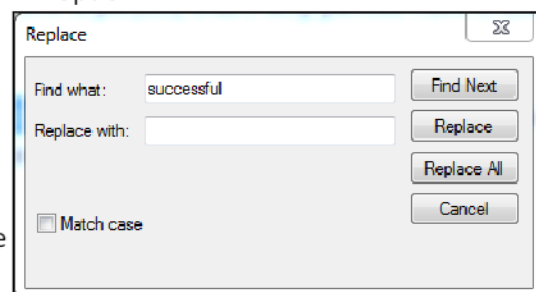 Replace
Find what: successful Find Next
Replace with: Replace
Replace All
Match case Cancel
e